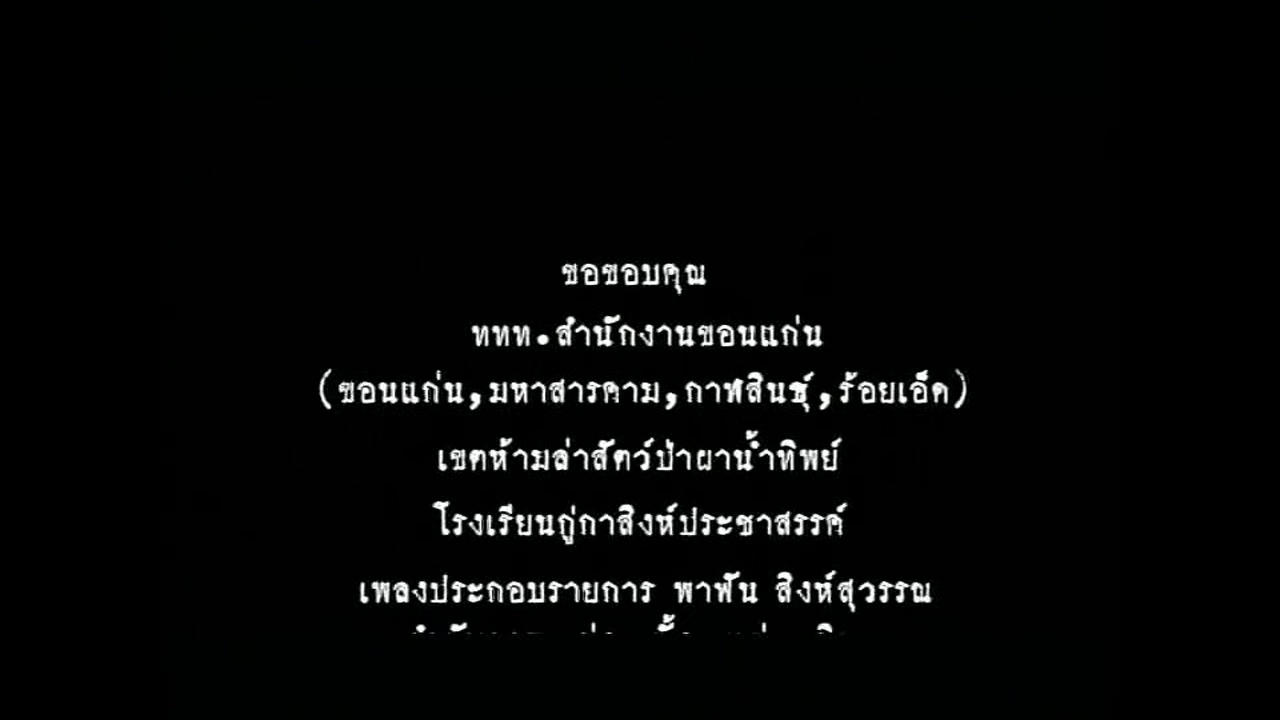 ขอขอบคุณ
ททท.สำนักงานขอนแก่น
(ขอนแก่น,มหาสารคาม,กาฬสินธุ์,ร้อยเอ็ด)
เขตห้ามล่าสัตว์ป่าผาน้ำทิพย์
โรงเรียนกู่กาสิงห์ประชาสรรค์
เพลงประกอบรายการ พาฬัน สิงห์สุวรรณ